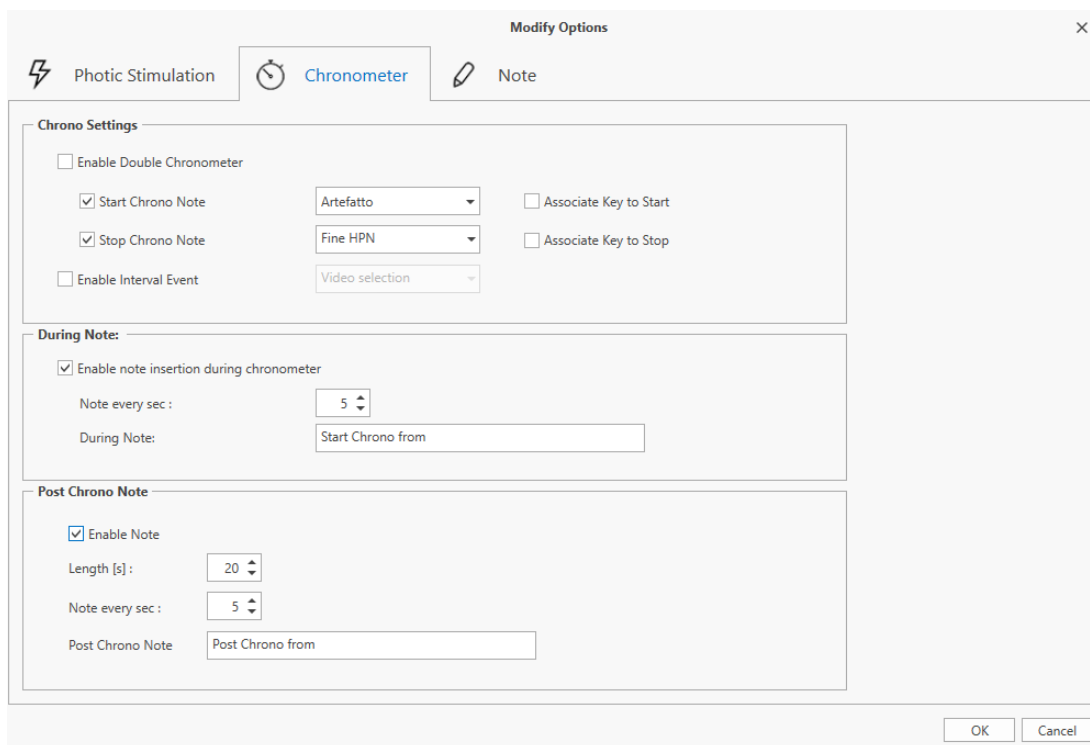 Modify Options
Photic Stimulation
Chronometer
Note
Chrono Settings
Enable Double Chronometer
Start Chrono Note Artefatto Associate Key to Start
Stop Chrono Note Fine HPN Associate Key to Stop
Enable Interval Event Video selection
During Note:
Enable note insertion during chronometer
Note every sec : 5
During Note: Start Chrono from
Post Chrono Note
Enable Note
Length [s] : 20
Note every sec : 5
Post Chrono Note Post Chrono from
OK Cancel